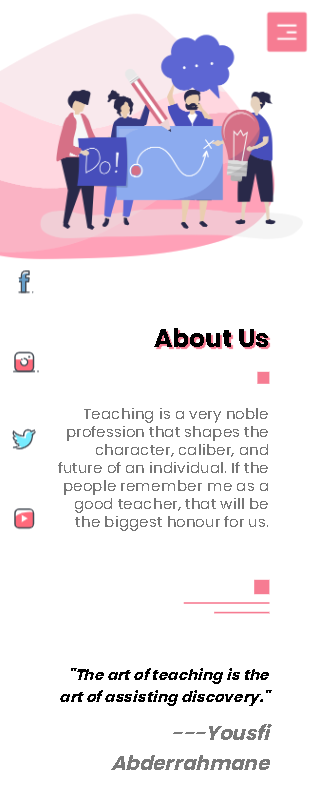 Do!
About Us
Teaching is a very noble
profession that shapes the
character, caliber, and
future of an individual. If the
people remember me as a
good teacher, that will be
the biggest honour for us.
"The art of teaching is the
art of assisting discovery."
---Yousfi
Abderrahmane